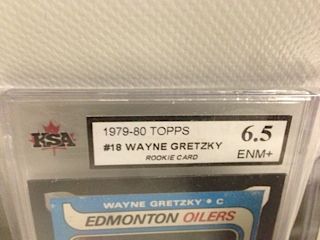 KSA
1979-80 TOPPS
#18 WAYNE GRETZKY
ROOKIE CARD
6.5
ENM+
WAYNE GRETZKY • C
EDMONTON OILERS